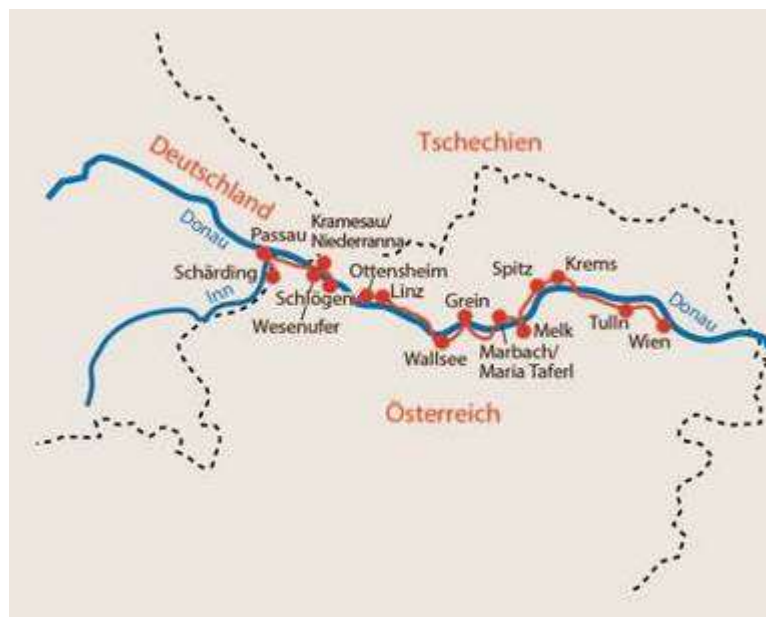 Tschechien
Deutschland
Donau
Passau
Kramesau/
Niederranna
Schärding
Inn
Schlögen
Wesenufer
Ottensheim
Linz
Wallsee
Grein
Marbach/
Maria Taferl
Melk
Spitz
Krems
Tulln
Wien
Donau
Österreich